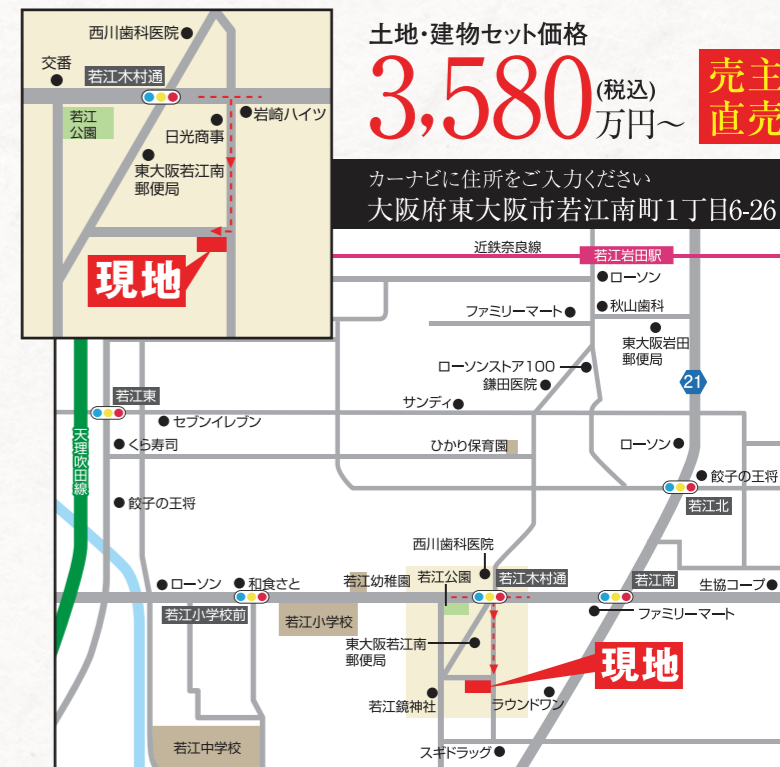 西川歯科医院
交番
若江木村通
若江
公園
岩崎ハイツ
日光商事
東大阪若江南
郵便局
現地
土地・建物セット価格
3,580
(税込)
万円〜
売主
直売
カーナビに住所をご入力ください
大阪府東大阪市若江南町1丁目6-26
近鉄奈良線
若江岩田駅
ローソン
ファミリーマート
秋山歯科
東大阪岩田
郵便局
ローソンストア100
鎌田医院
21
若江東
サンディ
セブンイレブン
天理吹田線
くら寿司
ひかり保育園
ローソン
餃子の王将
餃子の王将
若江北
西川歯科医院
ローソン
和食さと
若江幼稚園
若江公園
若江木村通
若江南
生協コープ
若江小学校前
若江小学校
ファミリーマート
東大阪若江南
郵便局
現地
若江鏡神社
ラウンドワン
若江中学校
スギドラッグ